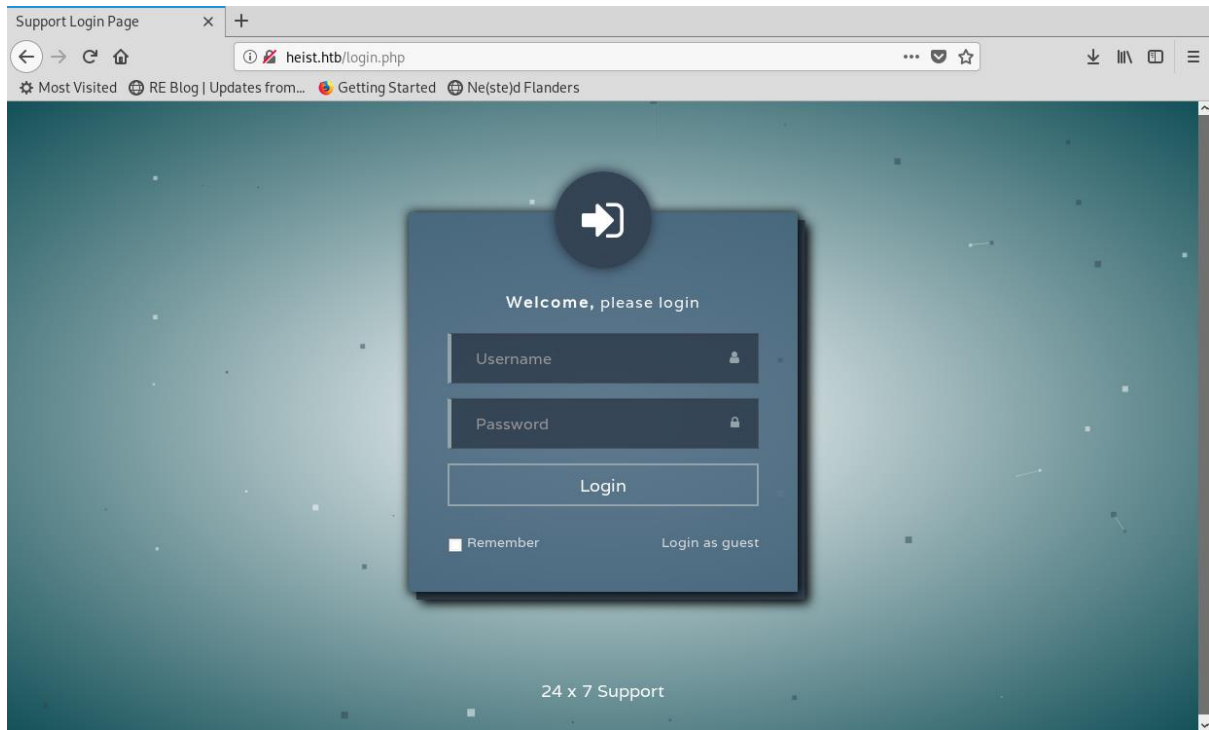 Support Login Page
heist.htb/login.php
Most Visited RE Blog | Updates from... Getting Started Ne(ste)d Flanders
Welcome, please login
Username
Password
Login
Remember Login as guest
24 x 7 Support